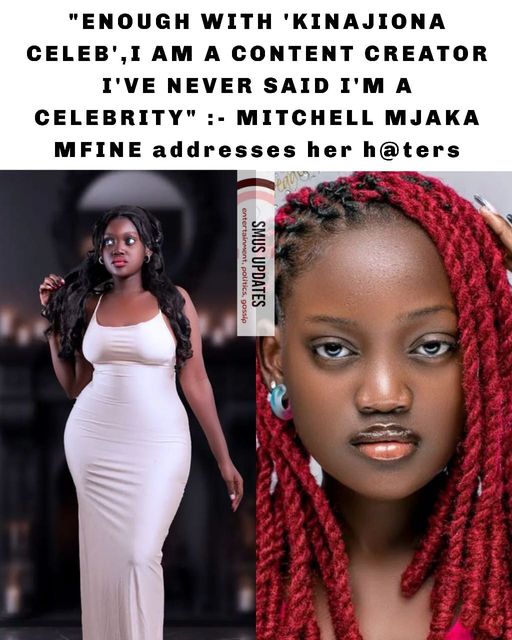 "ENOUGH WITH 'KINAJIONA
CELEB',I AM A CONTENT CREATOR
I'VE NEVER SAID I'M A
CELEBRITY" :- MITCHELL MJAKA
MFINE addresses her h@ters
SMUS UPDATES
entertainment, politics, gossip